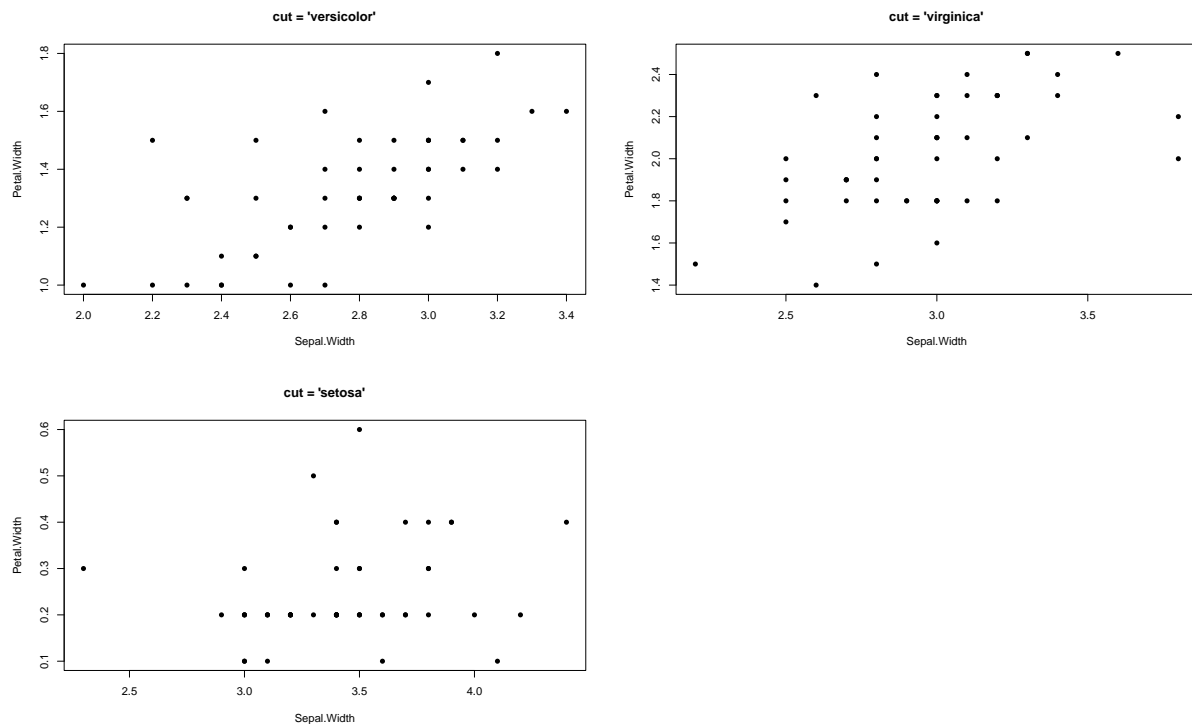 cut = 'versicolor'
1.8
1.6
1.4
1.2
1.0
Petal.Width
2.0 2.2 2.4 2.6 2.8 3.0 3.2 3.4
Sepal.Width
cut = 'virginica'
2.4
2.2
2.0
1.8
1.6
1.4
Petal.Width
2.5 3.0 3.5
Sepal.Width
cut = 'setosa'
0.6
0.5
0.4
0.3
0.2
0.1
Petal.Width
2.5 3.0 3.5 4.0
Sepal.Width